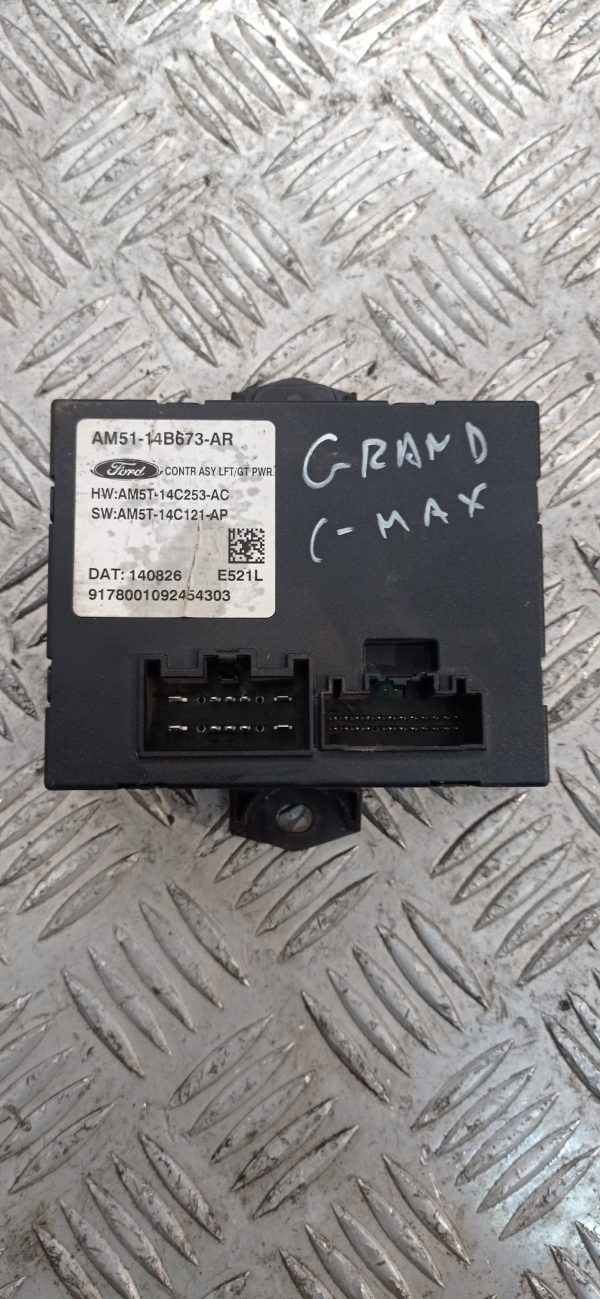 AM51-14B673-AR
Ford CONTR ASY LFT/GT PWR
HW:AM5T-14C253-AC
SW:AM5T-14C121-AP
DAT: 140826 E521L
9178001092454303
GRAND
C-MAX